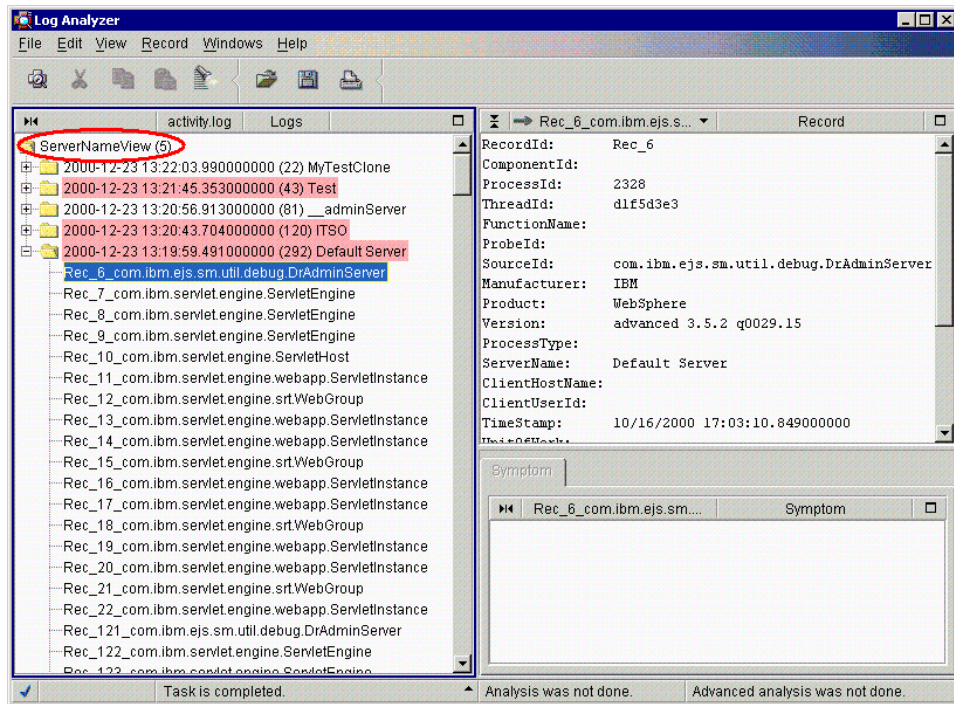 Log Analyzer
File Edit View Record Windows Help
activity.log Logs
ServerNameView (5)
2000-12-23 13:22:03.990000000 (22) MyTestClone
2000-12-23 13:21:45.353000000 (43) Test
2000-12-23 13:20:56.913000000 (81) __adminServer
2000-12-23 13:20:43.704000000 (120) ITSO
2000-12-23 13:19:59.491000000 (292) Default Server
Rec_6_com.ibm.ejs.sm.util.debug.DrAdminServer
Rec_7_com.ibm.servlet.engine.ServletEngine
Rec_8_com.ibm.servlet.engine.ServletEngine
Rec_9_com.ibm.servlet.engine.ServletEngine
Rec_10_com.ibm.servlet.engine.ServletHost
Rec_11_com.ibm.servlet.engine.webapp.ServletInstance
Rec_12_com.ibm.servlet.engine.srt.WebGroup
Rec_13_com.ibm.servlet.engine.webapp.ServletInstance
Rec_14_com.ibm.servlet.engine.webapp.ServletInstance
Rec_15_com.ibm.servlet.engine.srt.WebGroup
Rec_16_com.ibm.servlet.engine.webapp.ServletInstance
Rec_17_com.ibm.servlet.engine.webapp.ServletInstance
Rec_18_com.ibm.servlet.engine.srt.WebGroup
Rec_19_com.ibm.servlet.engine.webapp.ServletInstance
Rec_20_com.ibm.servlet.engine.webapp.ServletInstance
Rec_21_com.ibm.servlet.engine.srt.WebGroup
Rec_22_com.ibm.servlet.engine.webapp.ServletInstance
Rec_121_com.ibm.ejs.sm.util.debug.DrAdminServer
Rec_122_com.ibm.servlet.engine.ServletEngine
Rec_123_com.ibm.servlet.engine.ServletEngine
Rec_6_com.ibm.ejs.s... Record
RecordId: Rec_6
ComponentId:
ProcessId: 2328
ThreadId: d1f5d3e3
FunctionName:
ProbeId:
SourceId: com.ibm.ejs.sm.util.debug.DrAdminServer
Manufacturer: IBM
Product: WebSphere
Version: advanced 3.5.2 q0029.15
ProcessType:
ServerName: Default Server
ClientHostName:
ClientUserId:
TimeStamp: 10/16/2000 17:03:10.849000000
UnitOfWork:
Symptom
Rec_6_com.ibm.ejs.sm.... Symptom
Task is completed. Analysis was not done. Advanced analysis was not done.